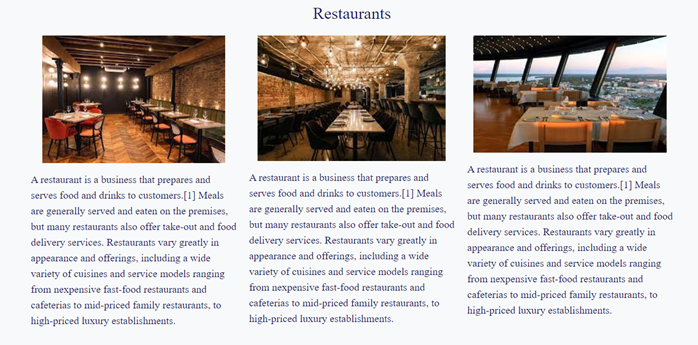 Restaurants
A restaurant is a business that prepares and
serves food and drinks to customers.[1] Meals
are generally served and eaten on the premises,
but many restaurants also offer take-out and food
delivery services. Restaurants vary greatly in
appearance and offerings, including a wide
variety of cuisines and service models ranging
from nexpensive fast-food restaurants and
cafeterias to mid-priced family restaurants, to
high-priced luxury establishments.
A restaurant is a business that prepares and
serves food and drinks to customers.[1] Meals
are generally served and eaten on the premises,
but many restaurants also offer take-out and food
delivery services. Restaurants vary greatly in
appearance and offerings, including a wide
variety of cuisines and service models ranging
from nexpensive fast-food restaurants and
cafeterias to mid-priced family restaurants, to
high-priced luxury establishments.
A restaurant is a business that prepares and
serves food and drinks to customers.[1] Meals
are generally served and eaten on the premises,
but many restaurants also offer take-out and food
delivery services. Restaurants vary greatly in
appearance and offerings, including a wide
variety of cuisines and service models ranging
from nexpensive fast-food restaurants and
cafeterias to mid-priced family restaurants, to
high-priced luxury establishments.